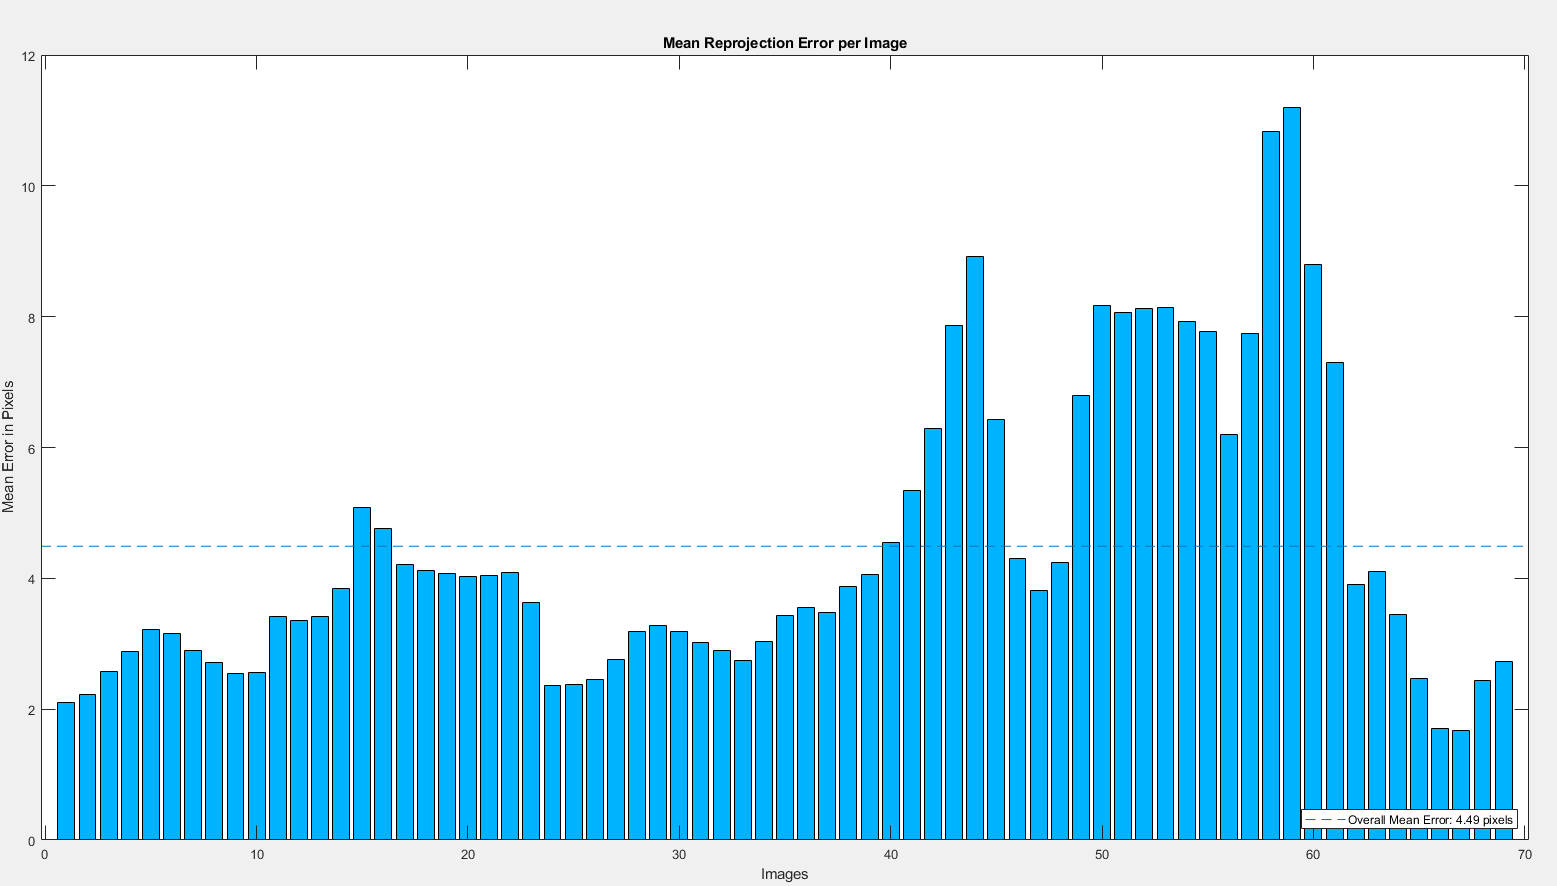 Mean Reprojection Error per Image
12
10
8
6
4
2
0
Mean Error in Pixels
Overall Mean Error: 4.49 pixels
0 10 20 30 40 50 60 70
Images